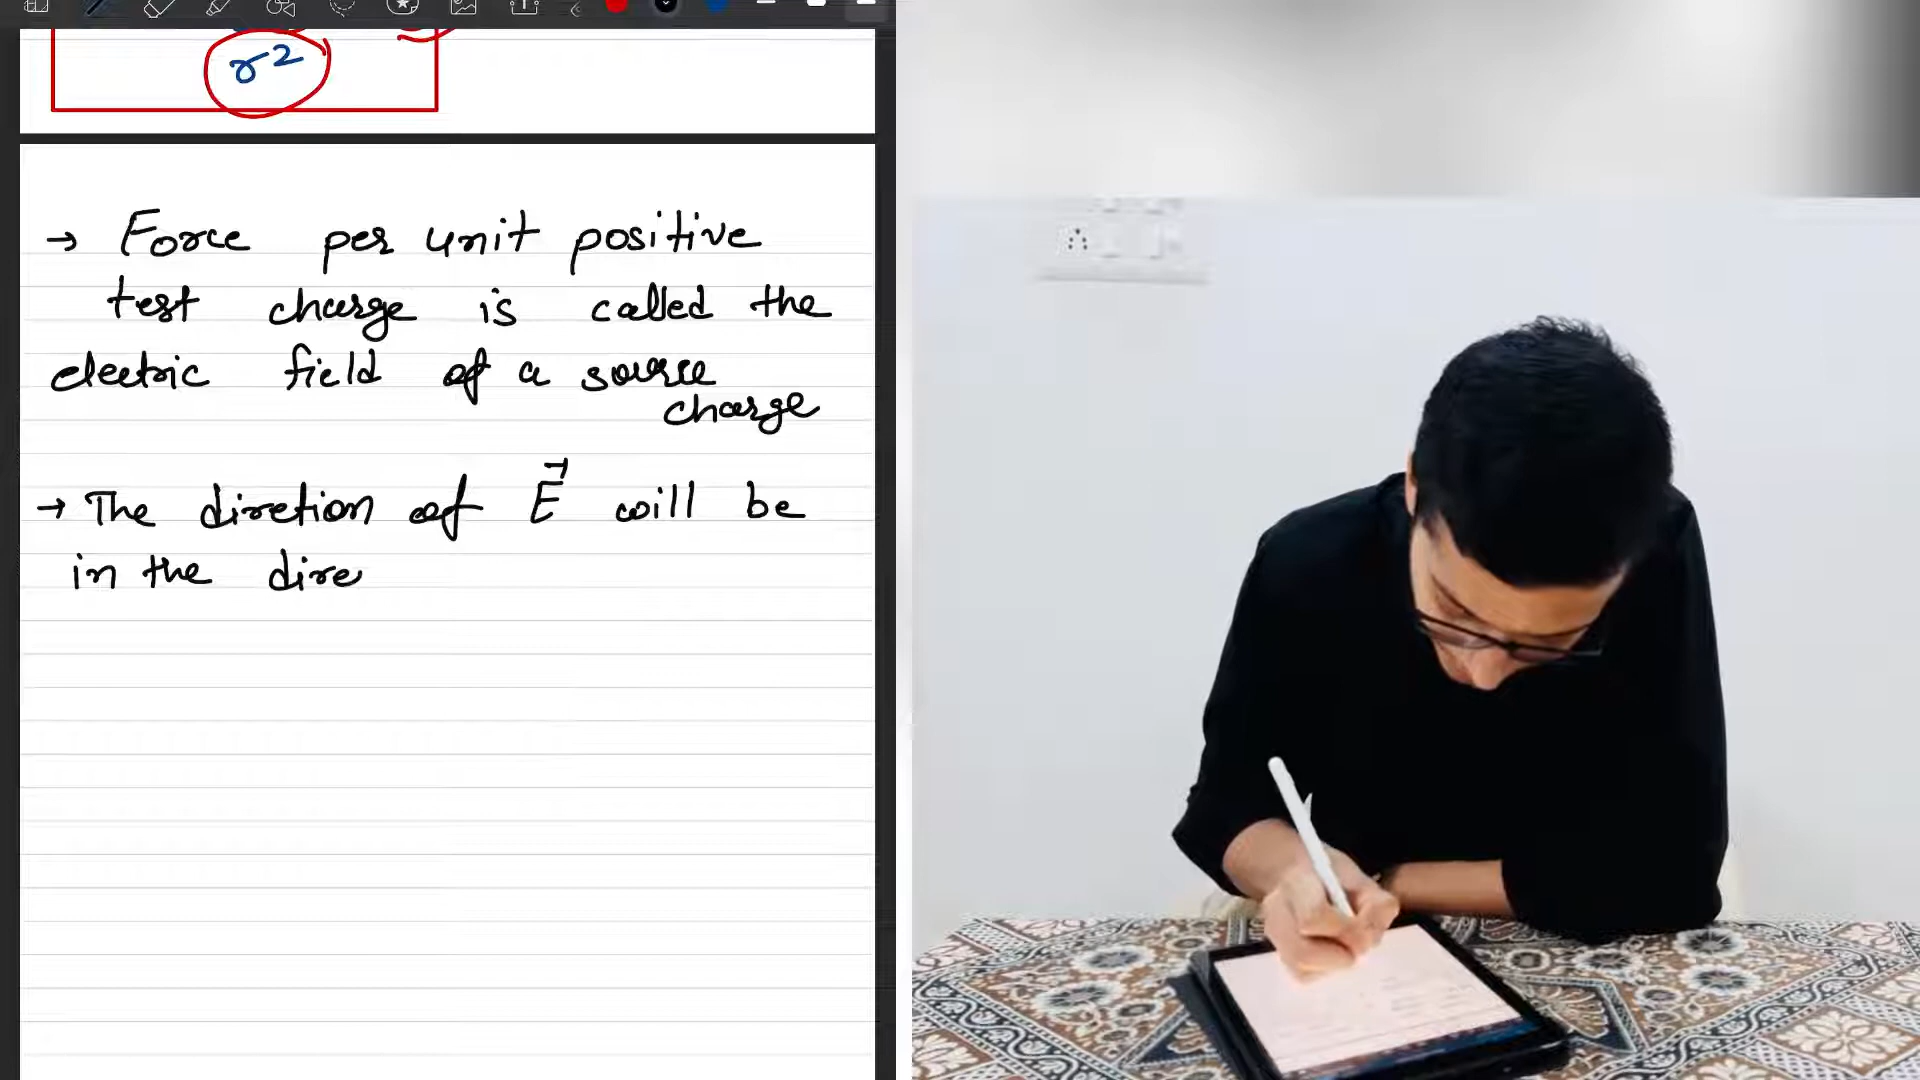 r²
→ Force per unit positive
test charge is called the
electric field of a source
charge
→ The diretion of E⃗ will be
in the dire